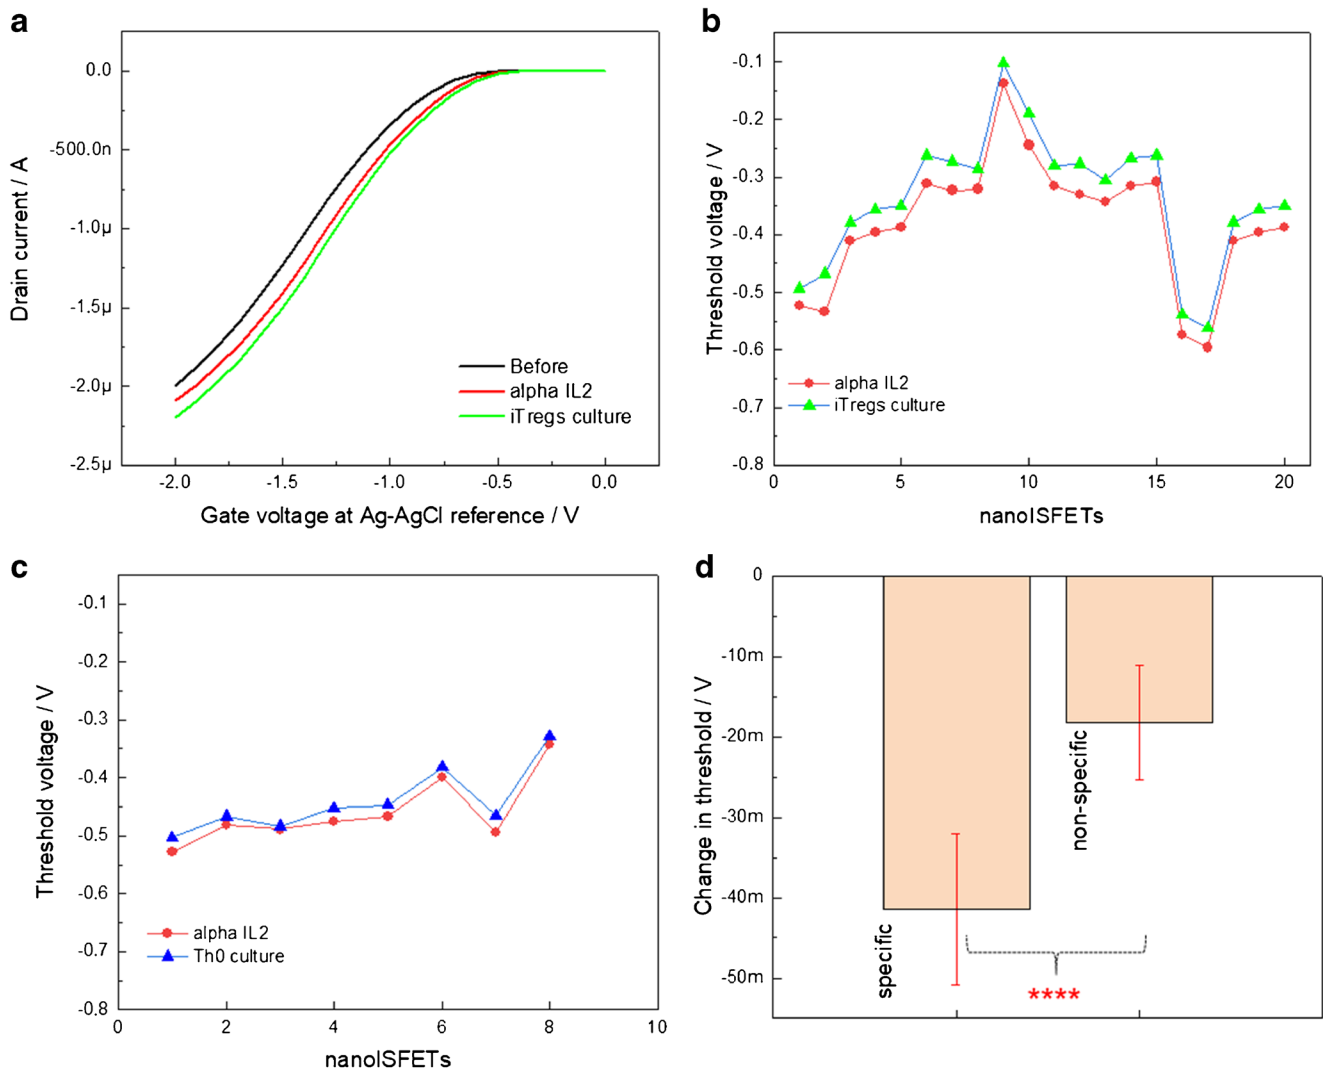 a
0.0
-500.0n
-1.0µ
-1.5µ
-2.0µ
-2.5µ
Drain current / A
Before
alpha IL2
iTregs culture
-2.0 -1.5 -1.0 -0.5 0.0
Gate voltage at Ag-AgCl reference / V
b
-0.1
-0.2
-0.3
-0.4
-0.5
-0.6
-0.7
-0.8
Threshold voltage / V
alpha IL2
iTregs culture
0 5 10 15 20
nanoISFETs
c
-0.1
-0.2
-0.3
-0.4
-0.5
-0.6
-0.7
-0.8
Threshold voltage / V
alpha IL2
Th0 culture
0 2 4 6 8 10
nanoISFETs
d
0
-10m
-20m
-30m
-40m
-50m
Change in threshold / V
specific
non-specific
****